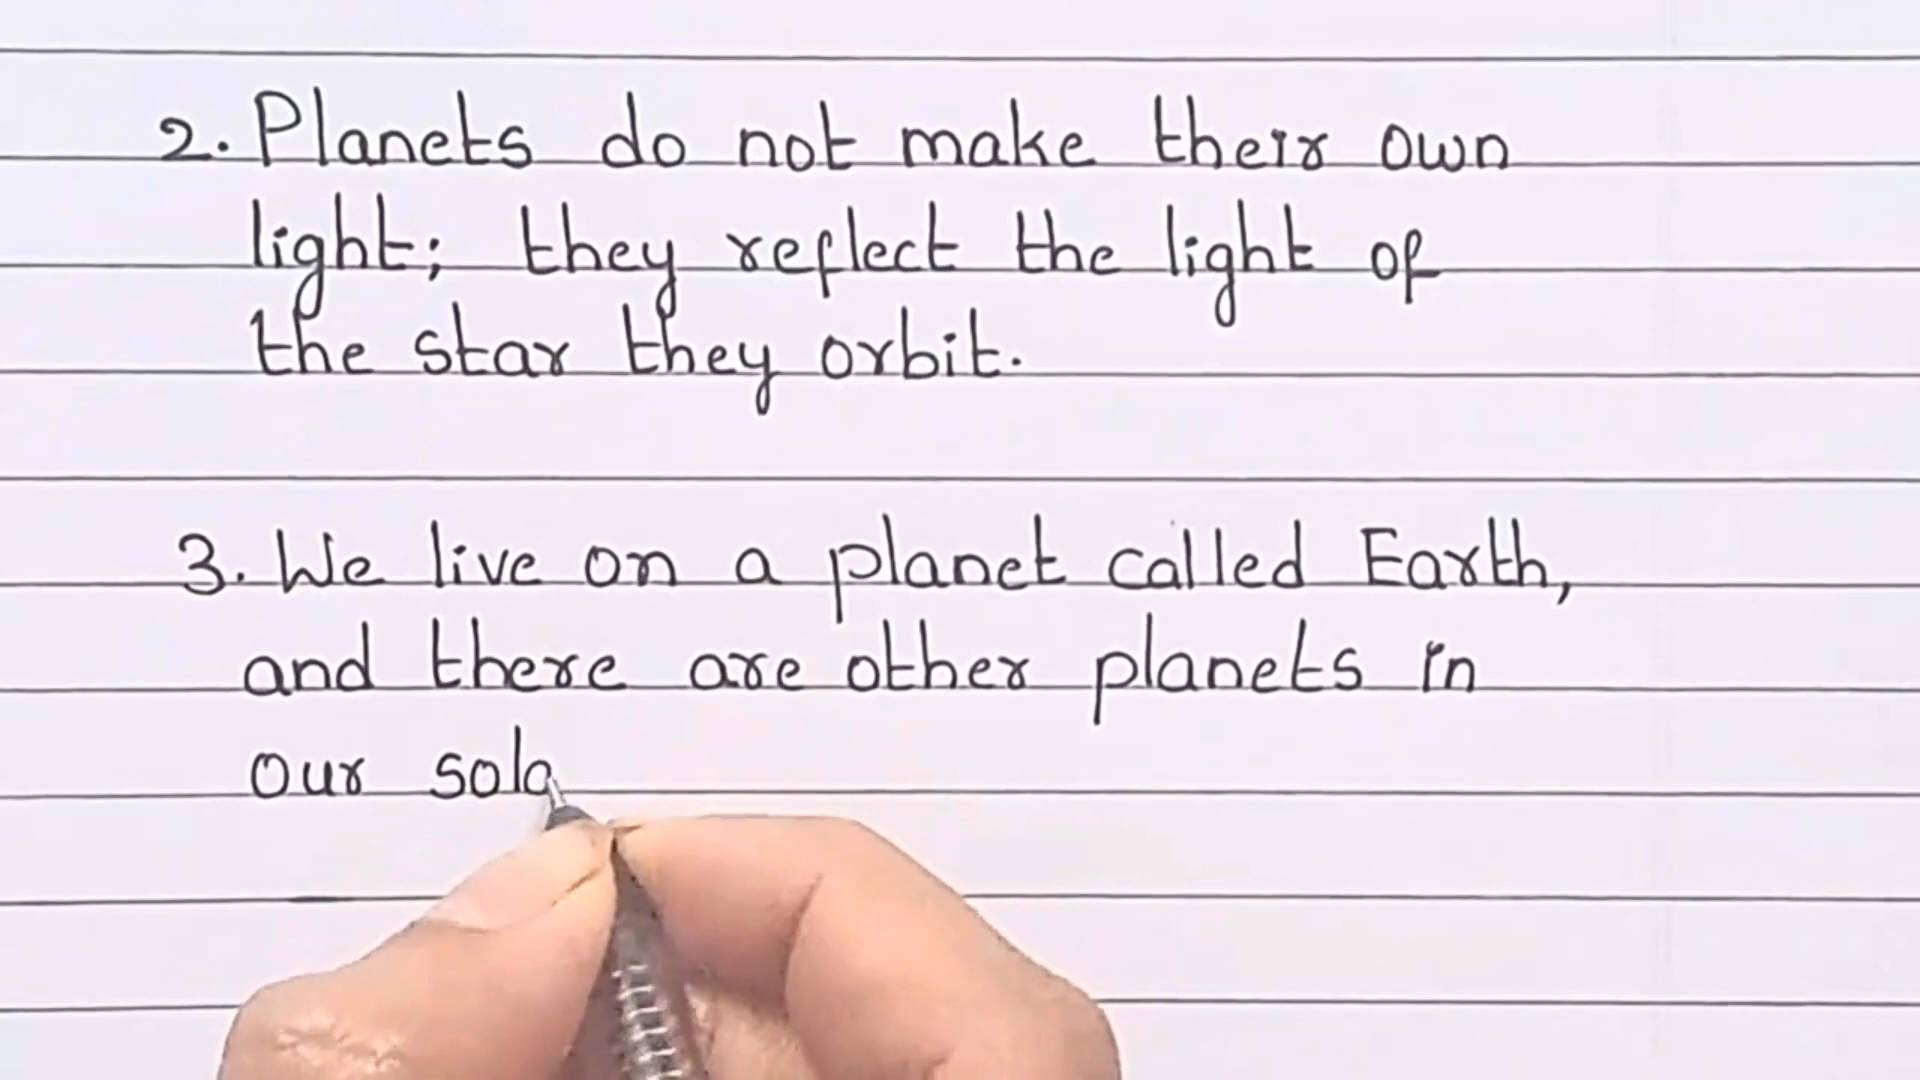 2. Planets do not make their own
light; they reflect the light of
the star they orbit.
3. We live on a planet called Earth,
and there are other planets in
our sola